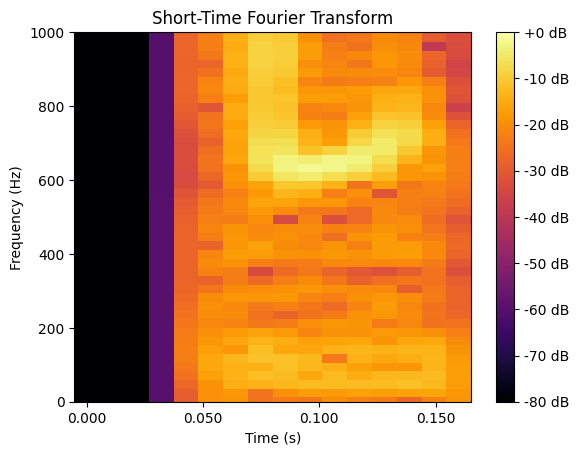 Short-Time Fourier Transform
1000
800
600
400
200
0
Frequency (Hz)
0.000
0.050
0.100
0.150
Time (s)
+0 dB
-10 dB
-20 dB
-30 dB
-40 dB
-50 dB
-60 dB
-70 dB
-80 dB